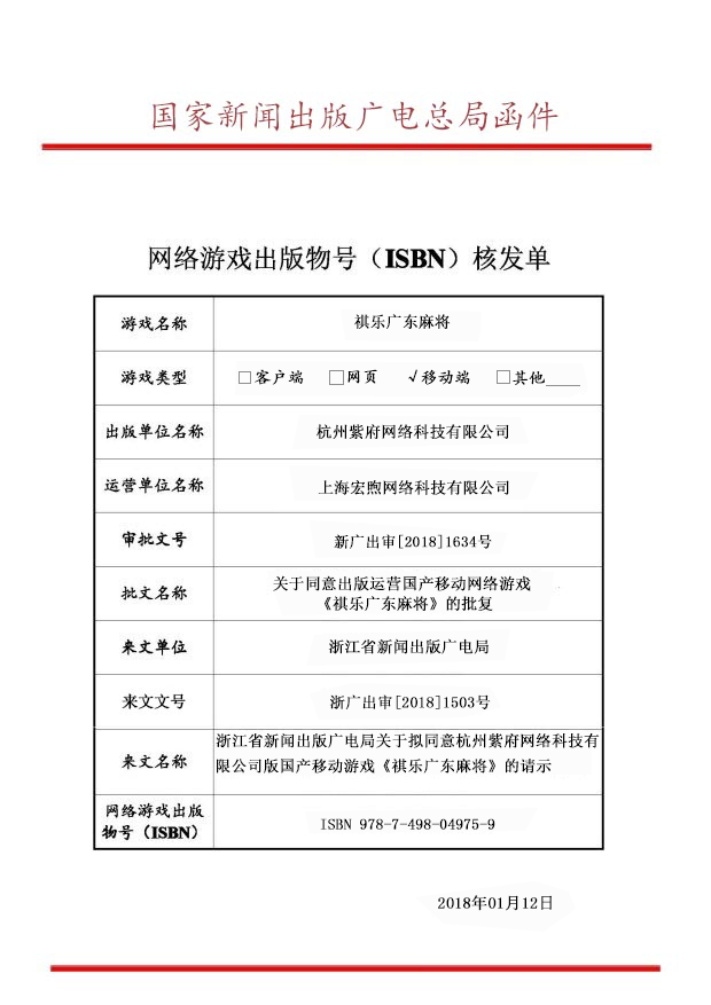 国家新闻出版广电总局函件
网络游戏出版物号（ISBN）核发单
游戏名称 祺乐广东麻将
游戏类型 □客户端 □网页 √移动端 □其他____
出版单位名称 杭州紫府网络科技有限公司
运营单位名称 上海宏煦网络科技有限公司
审批文号 新广出审[2018]1634号
批文名称 关于同意出版运营国产移动网络游戏
《祺乐广东麻将》的批复
来文单位 浙江省新闻出版广电局
来文文号 浙广出审[2018]1503号
来文名称 浙江省新闻出版广电局关于拟同意杭州紫府网络科技有
限公司版国产移动游戏《祺乐广东麻将》的请示
网络游戏出版
物号（ISBN） ISBN 978-7-498-04975-9
2018年01月12日